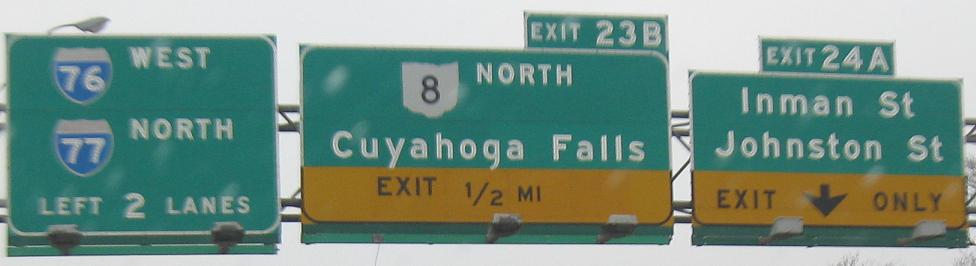 76 WEST
77 NORTH
LEFT 2 LANES
EXIT 23B
8 NORTH
Cuyahoga Falls
EXIT 1/2 MI
EXIT 24A
Inman St
Johnston St
EXIT ONLY